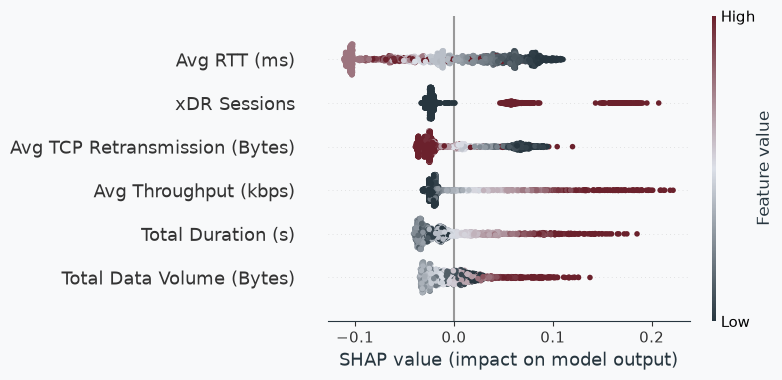 High
Avg RTT (ms)
xDR Sessions
Avg TCP Retransmission (Bytes)
Avg Throughput (kbps)
Total Duration (s)
Total Data Volume (Bytes)
Feature value
Low
−0.1 0.0 0.1 0.2
SHAP value (impact on model output)